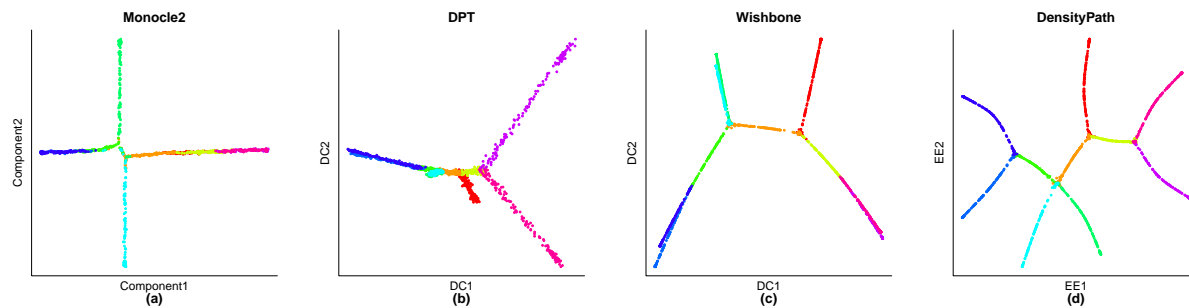 Monocle2
Component2
Component1
(a)
DPT
DC2
DC1
(b)
Wishbone
DC2
DC1
(c)
DensityPath
EE2
EE1
(d)